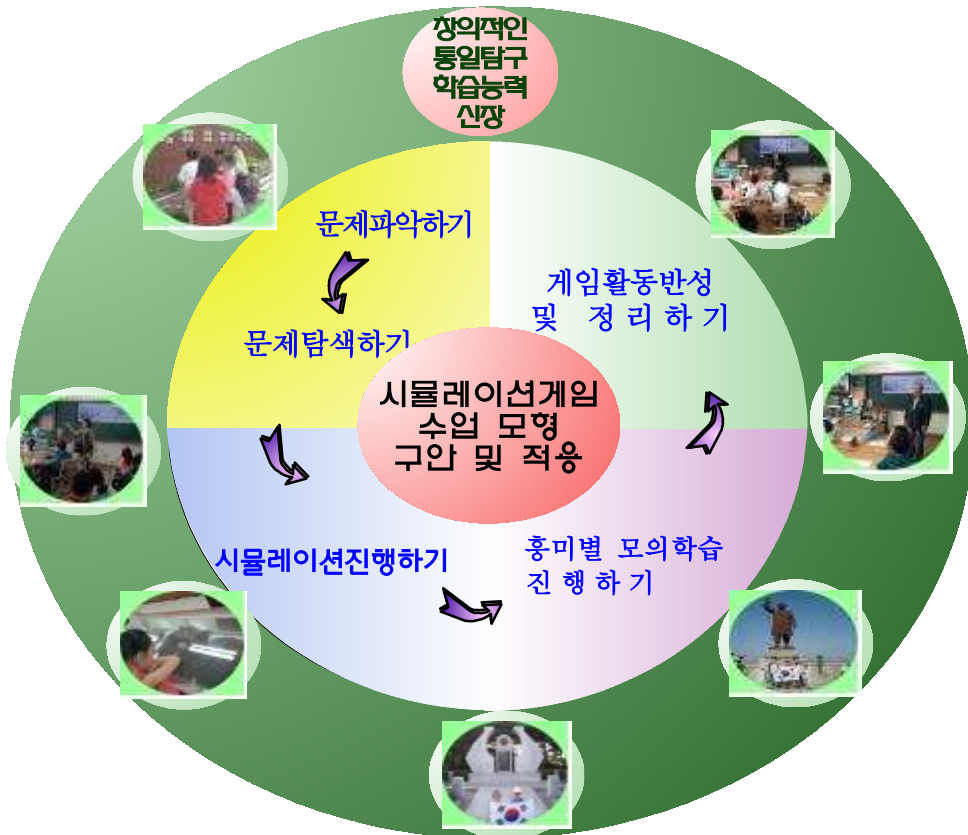 창의적인
통일탐구
학습능력
신장
문제파악하기
문제탐색하기
게임활동반성
및 정 리 하 기
시뮬레이션게임
수업 모형
구안 및 적용
시뮬레이션진행하기
흥미별 모의학습
진 행 하 기